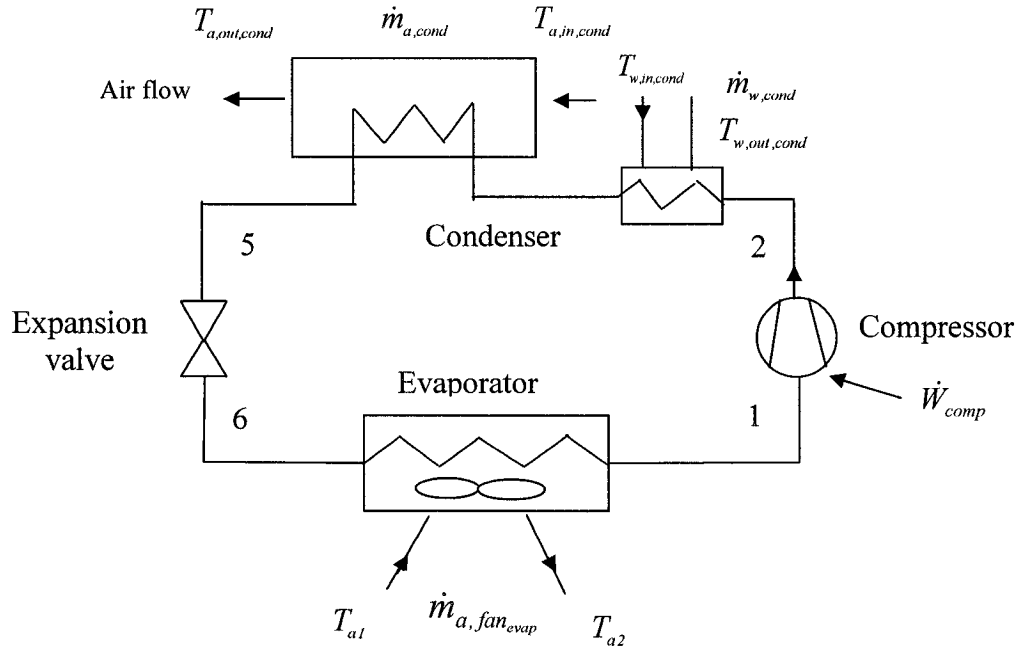 T_{a,out,cond} ṁ_{a,cond} T_{a,in,cond}
Air flow
T_{w,in,cond}
ṁ_{w,cond}
T_{w,out,cond}
5
Condenser
2
Expansion
valve
Compressor
Evaporator
6
1
Ẇ_{comp}
T_{a1} ṁ_{a,fan_{evap}} T_{a2}